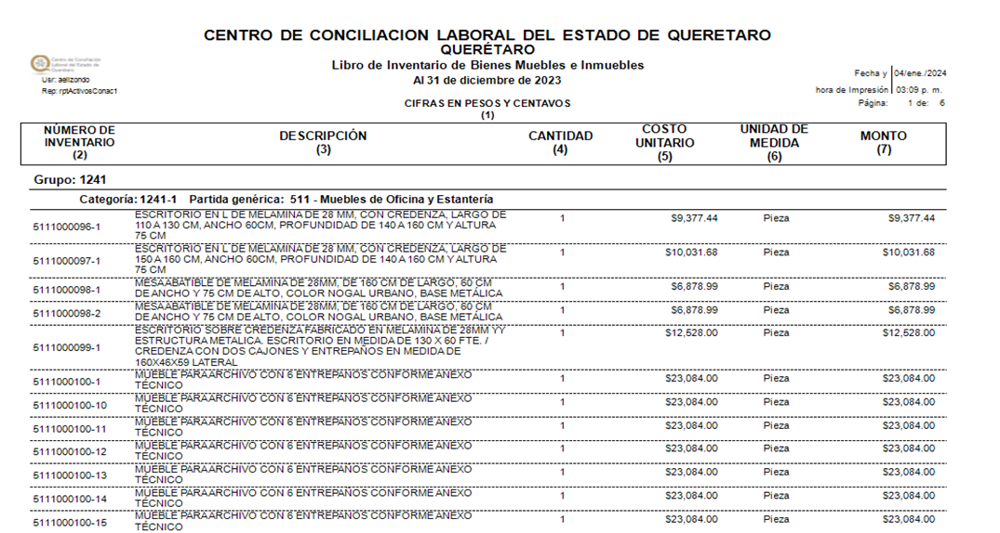 CENTRO DE CONCILIACION LABORAL DEL ESTADO DE QUERETARO
QUERÉTARO
Libro de Inventario de Bienes Muebles e Inmuebles
Al 31 de diciembre de 2023
CIFRAS EN PESOS Y CENTAVOS
(1)
Centro de Conciliación
Laboral del Estado de
Querétaro
Usr: aelizondo
Rep: rptActivosConac1
Fecha y 04/ene./2024
hora de Impresión 03:09 p. m.
Página: 1 de: 6
NÚMERO DE INVENTARIO (2) DESCRIPCIÓN (3) CANTIDAD (4) COSTO UNITARIO (5) UNIDAD DE MEDIDA (6) MONTO (7)
Grupo: 1241
Categoría: 1241-1 Partida genérica: 511 - Muebles de Oficina y Estantería
5111000096-1 ESCRITORIO EN L DE MELAMINA DE 28 MM, CON CREDENZA, LARGO DE 1 $9,377.44 Pieza $9,377.44
110 A 130 CM, ANCHO 60CM, PROFUNDIDAD DE 140 A 160 CM Y ALTURA
75 CM
5111000097-1 ESCRITORIO EN L DE MELAMINA DE 28 MM, CON CREDENZA, LARGO DE 1 $10,031.68 Pieza $10,031.68
150 A 160 CM, ANCHO 60CM, PROFUNDIDAD DE 140 A 160 CM Y ALTURA
75 CM
5111000098-1 MESA ABATIBLE DE MELAMINA DE 28MM, DE 160 CM DE LARGO, 60 CM 1 $6,878.99 Pieza $6,878.99
DE ANCHO Y 75 CM DE ALTO, COLOR NOGAL URBANO, BASE METÁLICA
5111000098-2 MESA ABATIBLE DE MELAMINA DE 28MM, DE 160 CM DE LARGO, 60 CM 1 $6,878.99 Pieza $6,878.99
DE ANCHO Y 75 CM DE ALTO, COLOR NOGAL URBANO, BASE METÁLICA
5111000099-1 ESCRITORIO SOBRE CREDENZA FABRICADO EN MELAMINA DE 28MM YY 1 $12,528.00 Pieza $12,528.00
ESTRUCTURA METALICA. ESCRITORIO EN MEDIDA DE 130 X 60 FTE. /
CREDENZA CON DOS CAJONES Y ENTREPAÑOS EN MEDIDA DE
160X46X59 LATERAL
5111000100-1 MUEBLE PARA ARCHIVO CON 6 ENTREPANOS CONFORME ANEXO 1 $23,084.00 Pieza $23,084.00
TÉCNICO
5111000100-10 MUEBLE PARA ARCHIVO CON 6 ENTREPANOS CONFORME ANEXO 1 $23,084.00 Pieza $23,084.00
TÉCNICO
5111000100-11 MUEBLE PARA ARCHIVO CON 6 ENTREPANOS CONFORME ANEXO 1 $23,084.00 Pieza $23,084.00
TÉCNICO
5111000100-12 MUEBLE PARA ARCHIVO CON 6 ENTREPANOS CONFORME ANEXO 1 $23,084.00 Pieza $23,084.00
TÉCNICO
5111000100-13 MUEBLE PARA ARCHIVO CON 6 ENTREPANOS CONFORME ANEXO 1 $23,084.00 Pieza $23,084.00
TÉCNICO
5111000100-14 MUEBLE PARA ARCHIVO CON 6 ENTREPANOS CONFORME ANEXO 1 $23,084.00 Pieza $23,084.00
TÉCNICO
5111000100-15 MUEBLE PARA ARCHIVO CON 6 ENTREPANOS CONFORME ANEXO 1 $23,084.00 Pieza $23,084.00
TÉCNICO